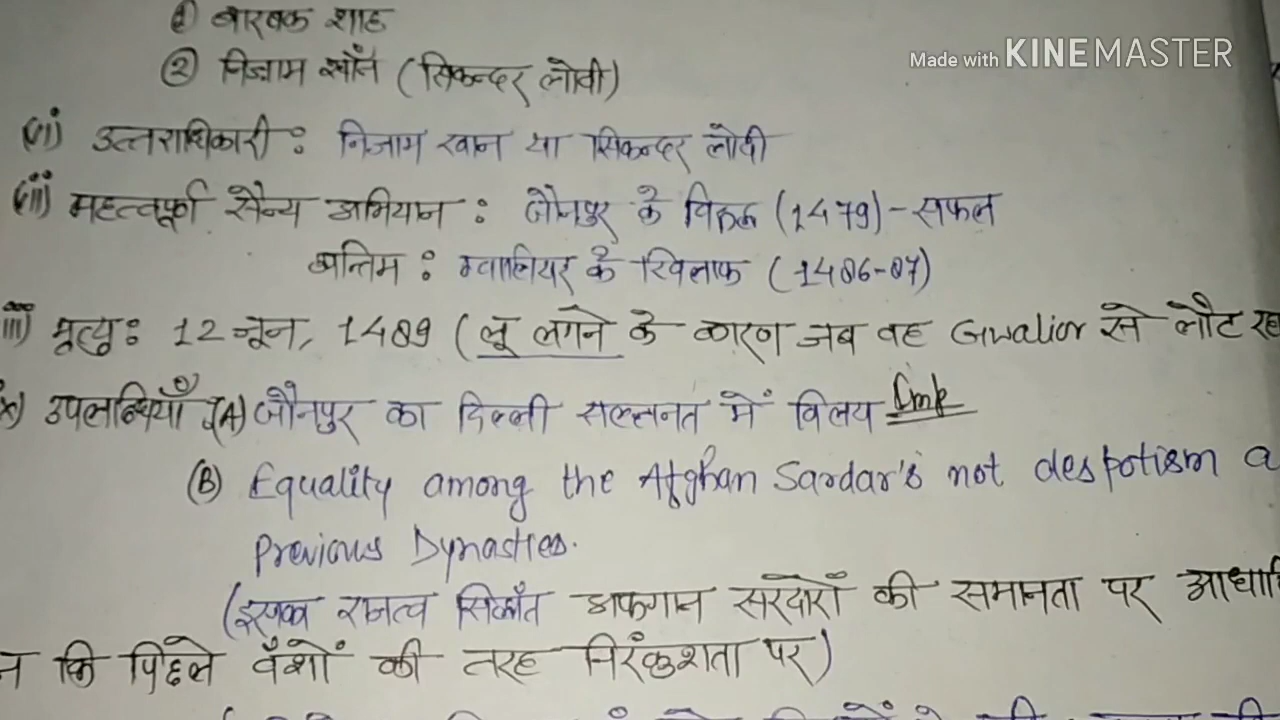 ① बारबक शाह
② निजाम खाँन (सिकन्दर लोदी)
Made with KINEMASTER
(vi) उत्तराधिकारी : निजाम खान या सिकन्दर लोदी
(vii) महत्वपूर्ण सैन्य अभियान : जौनपुर के विरुद्ध (1479) - सफल
अन्तिम : ग्वालियर के खिलाफ (1486-87)
iii) मृत्यु : 12 जून, 1489 (लू लगने के कारण जब वह Gwalior से लौट रह
x) उपलब्धियाँ : (A) जौनपुर का दिल्ली सल्तनत में विलय Imp
(B) Equality among the Afghan Sardar's not despotism a
Previous Dynasties.
(इसका राजत्व सिद्धाँत अफगान सरदारों की समानता पर आधारि
न कि पिछले वँशों की तरह निरंकुशता पर)